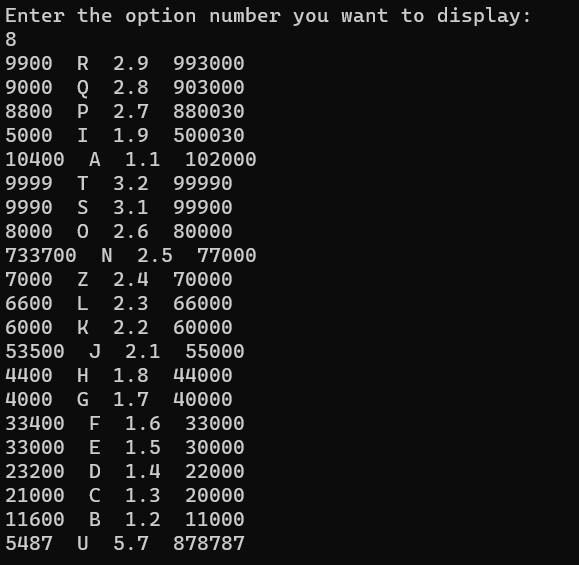 Enter the option number you want to display:
8
9900  R  2.9  993000
9000  Q  2.8  903000
8800  P  2.7  880030
5000  I  1.9  500030
10400  A  1.1  102000
9999  T  3.2  99990
9990  S  3.1  99900
8000  O  2.6  80000
733700  N  2.5  77000
7000  Z  2.4  70000
6600  L  2.3  66000
6000  K  2.2  60000
53500  J  2.1  55000
4400  H  1.8  44000
4000  G  1.7  40000
33400  F  1.6  33000
33000  E  1.5  30000
23200  D  1.4  22000
21000  C  1.3  20000
11600  B  1.2  11000
5487  U  5.7  878787